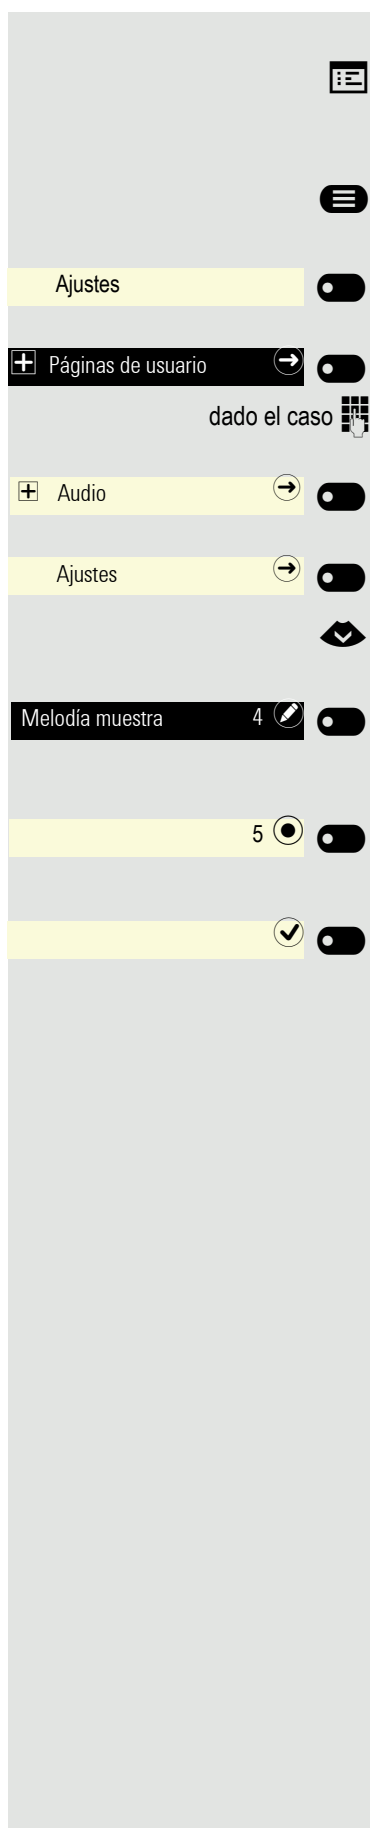 Ajustes
Páginas de usuario
dado el caso
Audio
Ajustes
Melodía muestra 4
5